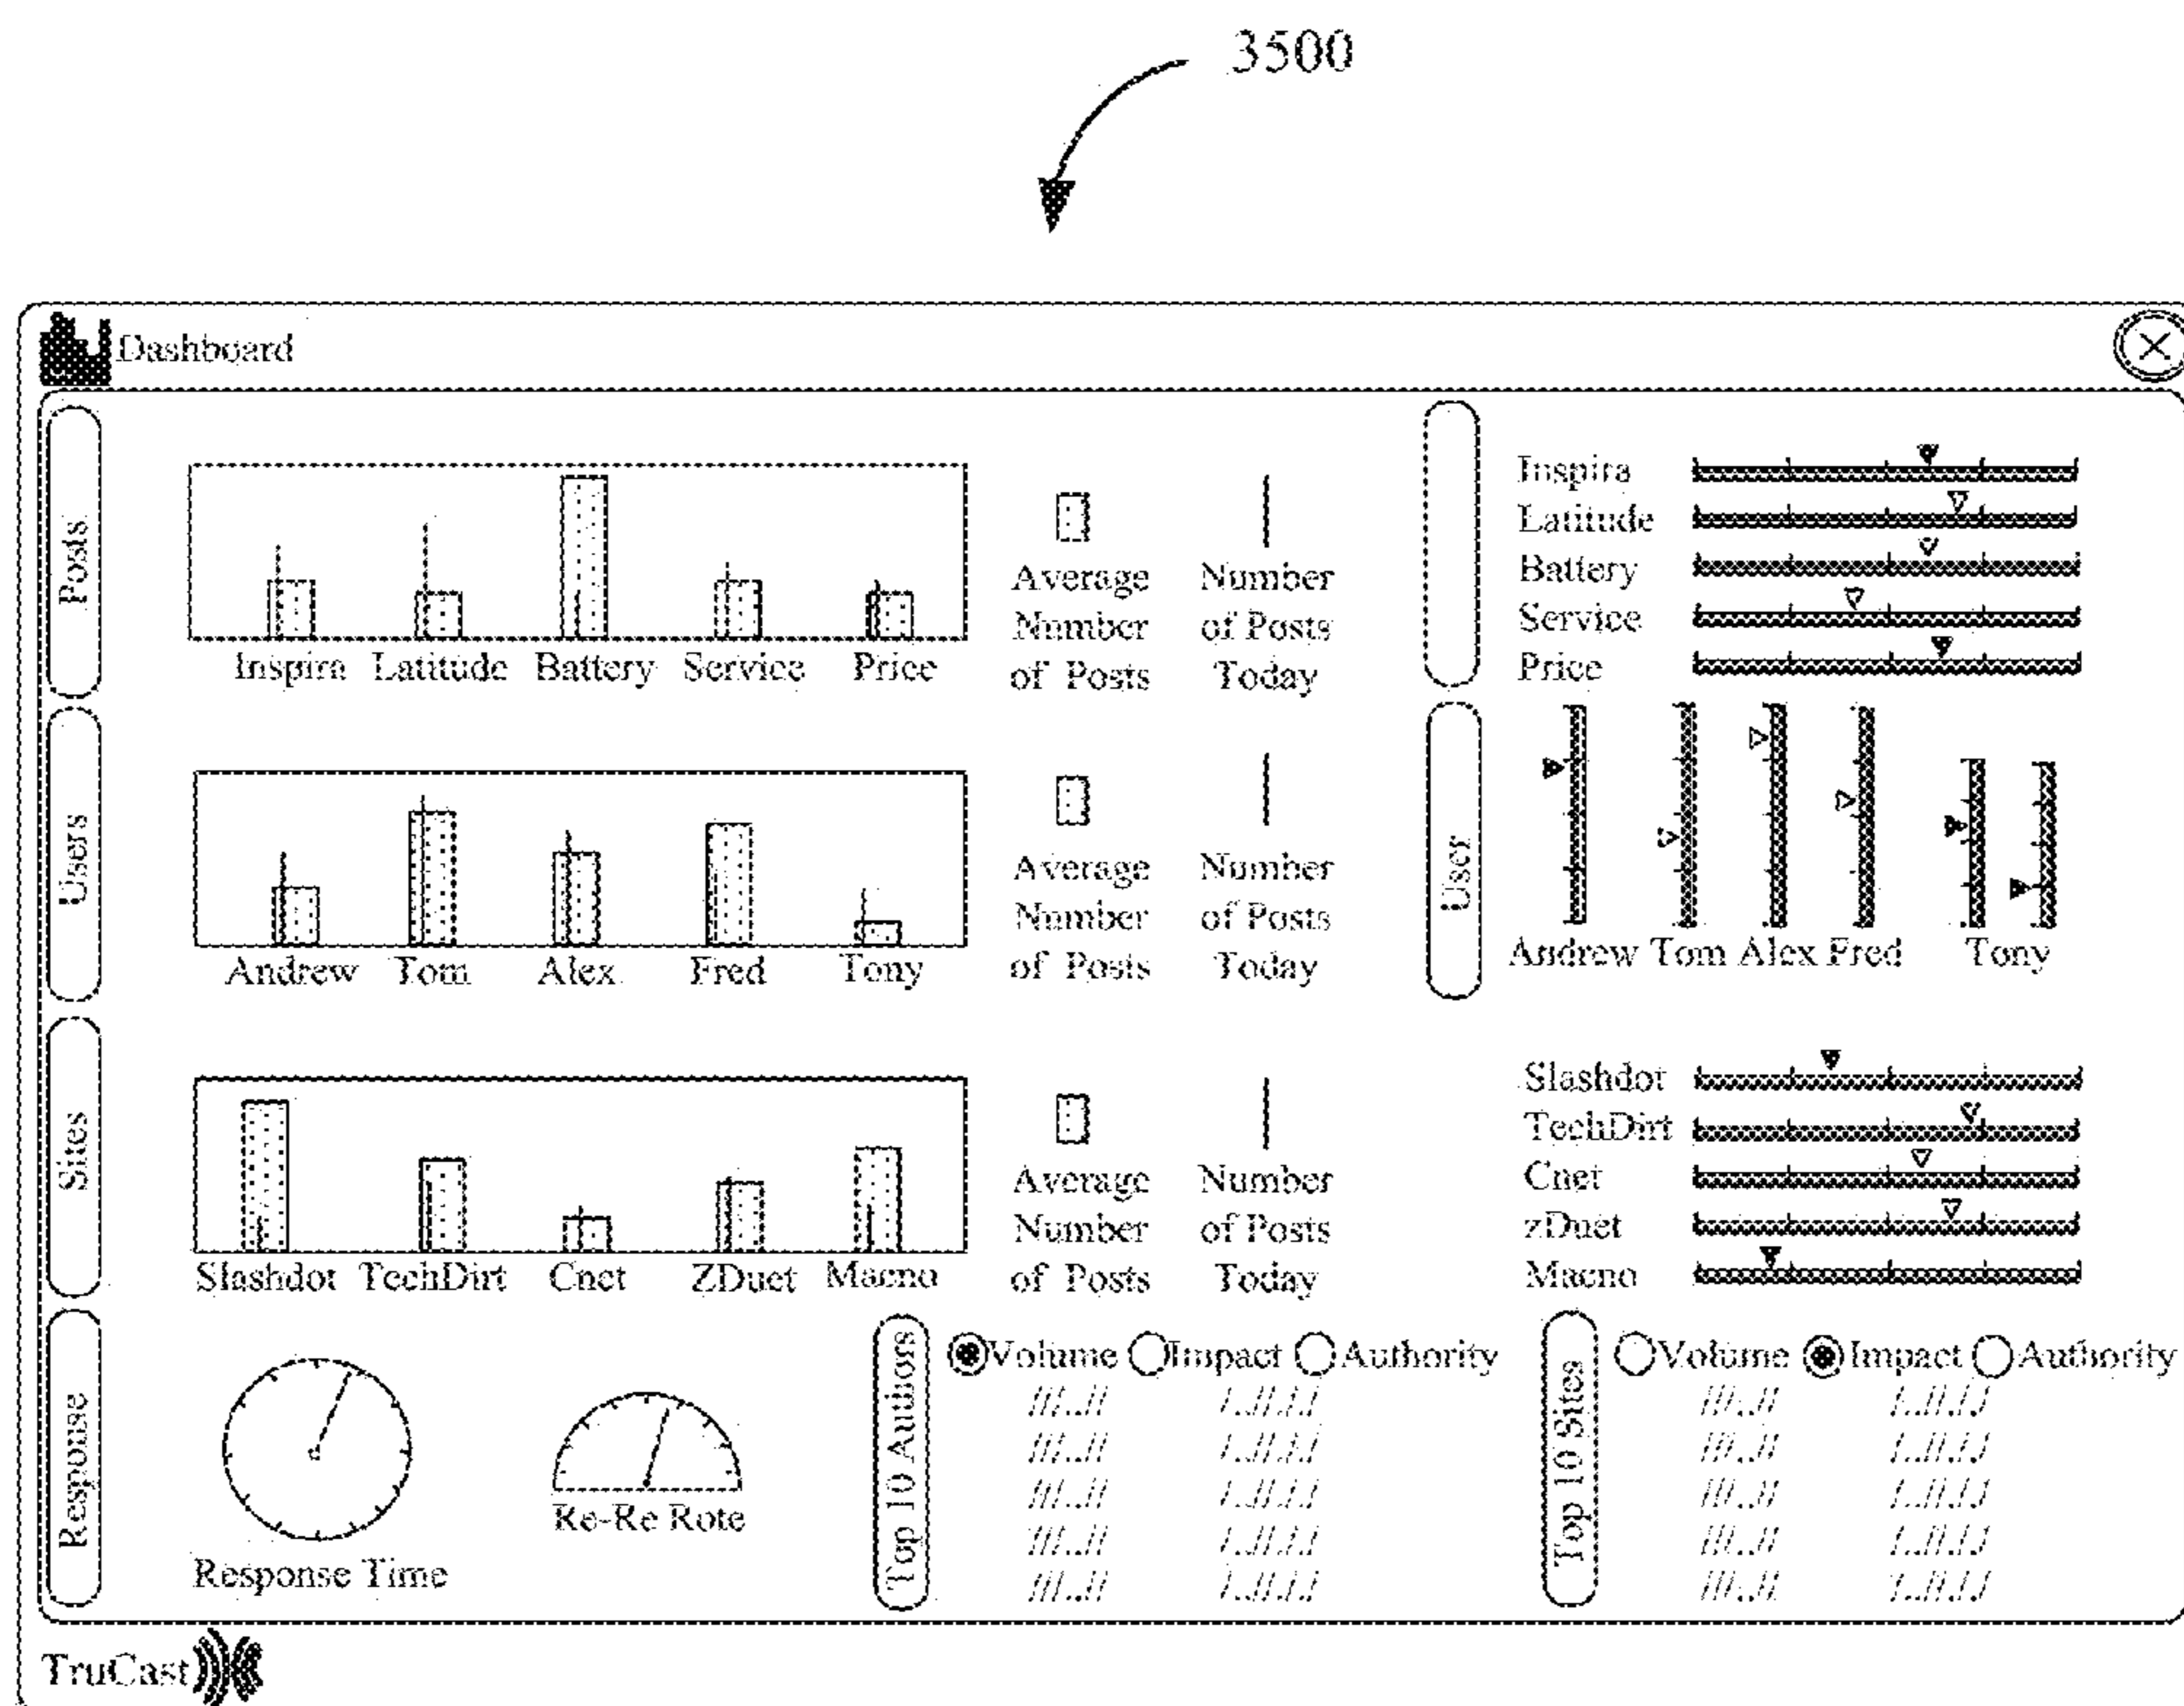 3500
Dashboard
Posts
Inspira Latitude Battery Service Price
Average
Number
of Posts
Number
of Posts
Today
Inspira
Latitude
Battery
Service
Price
Users
Andrew Tom Alex Fred Tony
Average
Number
of Posts
Number
of Posts
Today
User
Andrew Tom Alex Fred Tony
Sites
Slashdot TechDirt Cnet ZDuet Macno
Average
Number
of Posts
Number
of Posts
Today
Slashdot
TechDirt
Cnet
zDuet
Macno
Response
Response Time
Re-Re Rote
Top 10 Authors
Volume Impact Authority
Top 10 Sites
Volume Impact Authority
TruCast